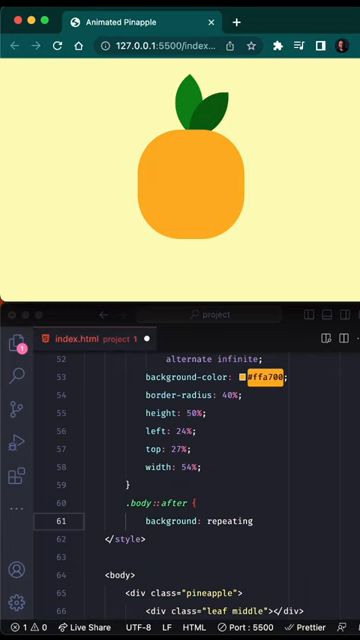 Animated Pinapple
127.0.0.1:5500/index...
project
index.html project 1
52 alternate infinite;
53 background-color: #ffa700;
54 border-radius: 40%;
55 height: 50%;
56 left: 24%;
57 top: 27%;
58 width: 54%;
59 }
60 .body::after {
61 background: repeating
62 </style>
63
64 <body>
65 <div class="pineapple">
66 <div class="leaf middle"></div>
1
1 0 Live Share UTF-8 LF HTML Port : 5500 Prettier